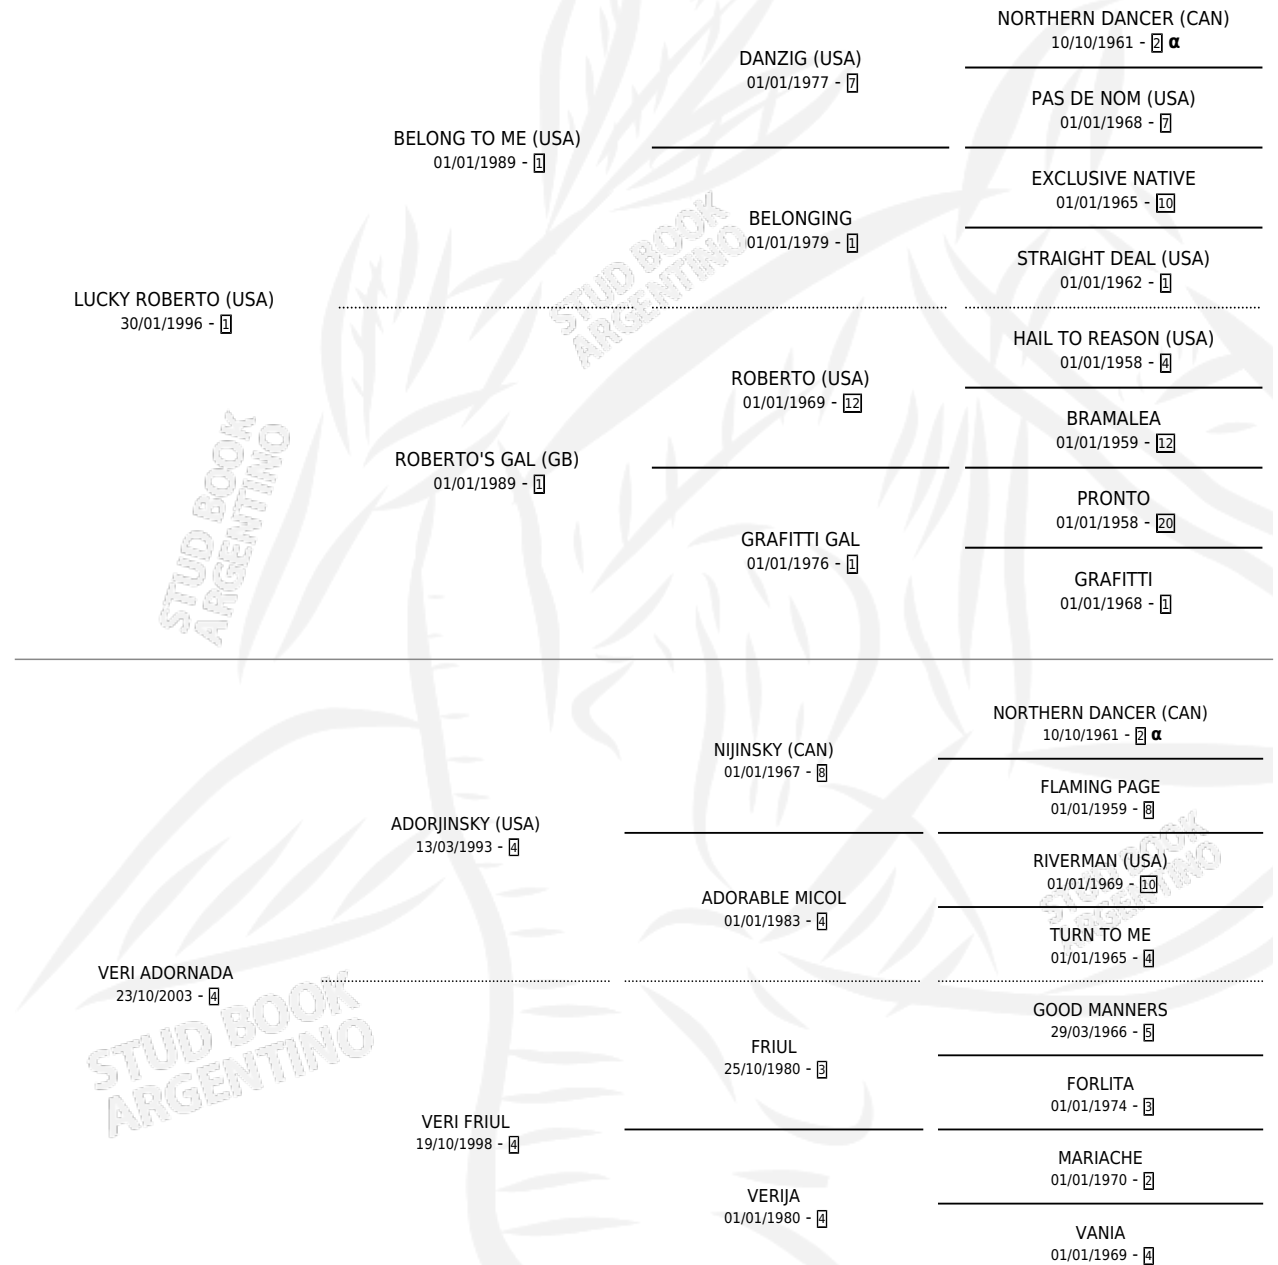 NORTHERN DANCER (CAN)
10/10/1961 - 2 α
DANZIG (USA)
01/01/1977 - 7
PAS DE NOM (USA)
01/01/1968 - 7
BELONG TO ME (USA)
01/01/1989 - 1
EXCLUSIVE NATIVE
01/01/1965 - 10
BELONGING
01/01/1979 - 1
STRAIGHT DEAL (USA)
01/01/1962 - 1
LUCKY ROBERTO (USA)
30/01/1996 - 1
HAIL TO REASON (USA)
01/01/1958 - 4
ROBERTO (USA)
01/01/1969 - 12
BRAMALEA
01/01/1959 - 12
ROBERTO'S GAL (GB)
01/01/1989 - 1
PRONTO
01/01/1958 - 20
GRAFITTI GAL
01/01/1976 - 1
GRAFITTI
01/01/1968 - 1
NORTHERN DANCER (CAN)
10/10/1961 - 2 α
NIJINSKY (CAN)
01/01/1967 - 8
FLAMING PAGE
01/01/1959 - 8
ADORJINSKY (USA)
13/03/1993 - 4
RIVERMAN (USA)
01/01/1969 - 10
ADORABLE MICOL
01/01/1983 - 4
TURN TO ME
01/01/1965 - 4
VERI ADORNADA
23/10/2003 - 4
GOOD MANNERS
29/03/1966 - 5
FRIUL
25/10/1980 - 3
FORLITA
01/01/1974 - 3
VERI FRIUL
19/10/1998 - 4
MARIACHE
01/01/1970 - 2
VERIJA
01/01/1980 - 4
VANIA
01/01/1969 - 4
STUD BOOK
ARGENTINO
STUD BOOK
ARGENTINO
STUD BOOK
ARGENTINO
STUD BOOK
ARGENTINO